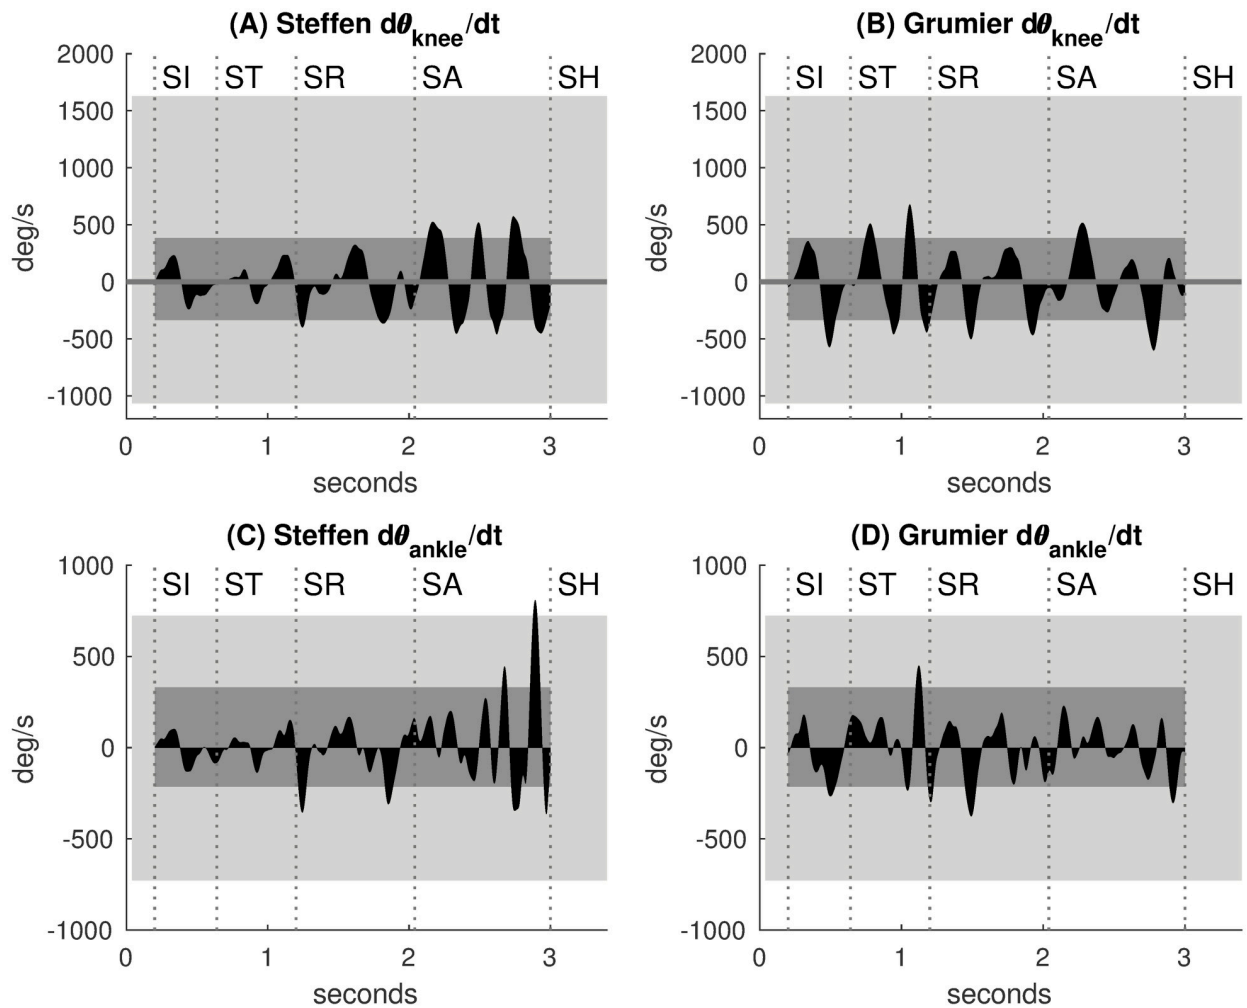 (A) Steffen dθknee/dt
(B) Grumier dθknee/dt
2000
1500
1000
500
0
-500
-1000
deg/s
SI ST SR SA SH
0 1 2 3
seconds
2000
1500
1000
500
0
-500
-1000
deg/s
SI ST SR SA SH
0 1 2 3
seconds
(C) Steffen dθankle/dt
(D) Grumier dθankle/dt
1000
500
0
-500
-1000
deg/s
SI ST SR SA SH
0 1 2 3
seconds
1000
500
0
-500
-1000
deg/s
SI ST SR SA SH
0 1 2 3
seconds